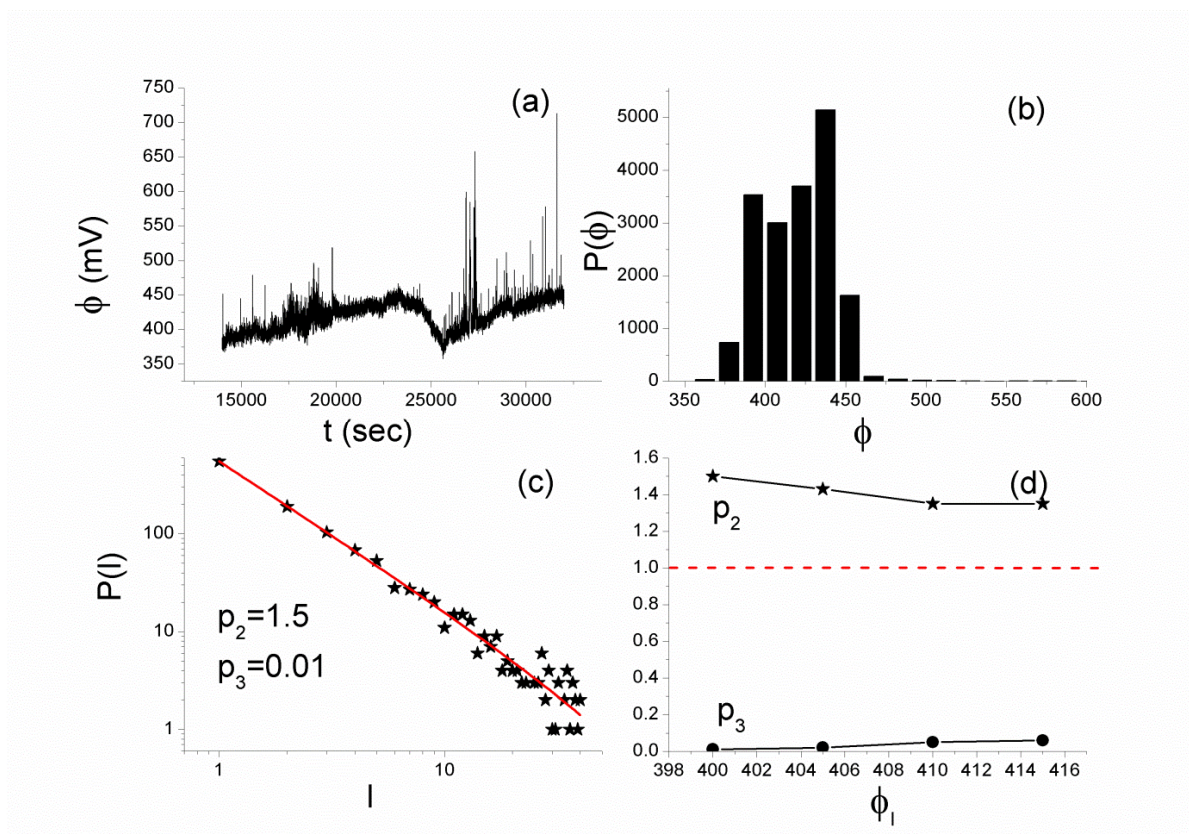 (a)
750
700
650
600
550
500
450
400
350
ϕ (mV)
15000 20000 25000 30000
t (sec)
(b)
5000
4000
3000
2000
1000
0
P(ϕ)
350 400 450 500 550 600
ϕ
(c)
100
10
1
P(l)
p2=1.5
p3=0.01
1 10
l
(d)
1.6
1.4
1.2
1.0
0.8
0.6
0.4
0.2
0.0
p2
p3
398 400 402 404 406 408 410 412 414 416
ϕl